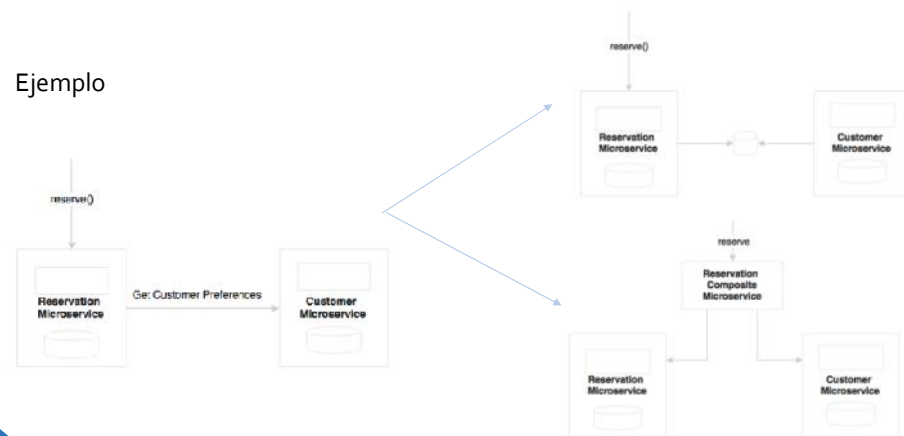 Ejemplo
reserve()
Reservation
Microservice
Get Customer Preferences
Customer
Microservice
reserve()
Reservation
Microservice
Customer
Microservice
reserve
Reservation
Composite
Microservice
Reservation
Microservice
Customer
Microservice